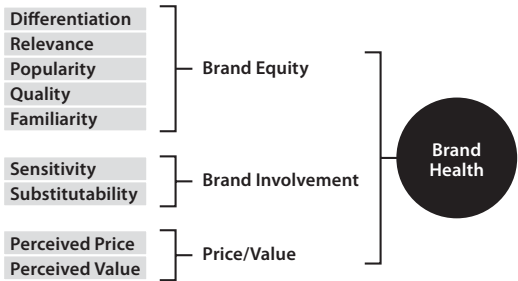 Differentiation
Relevance
Popularity
Quality
Familiarity
Brand Equity
Sensitivity
Substitutability
Brand Involvement
Perceived Price
Perceived Value
Price/Value
Brand
Health